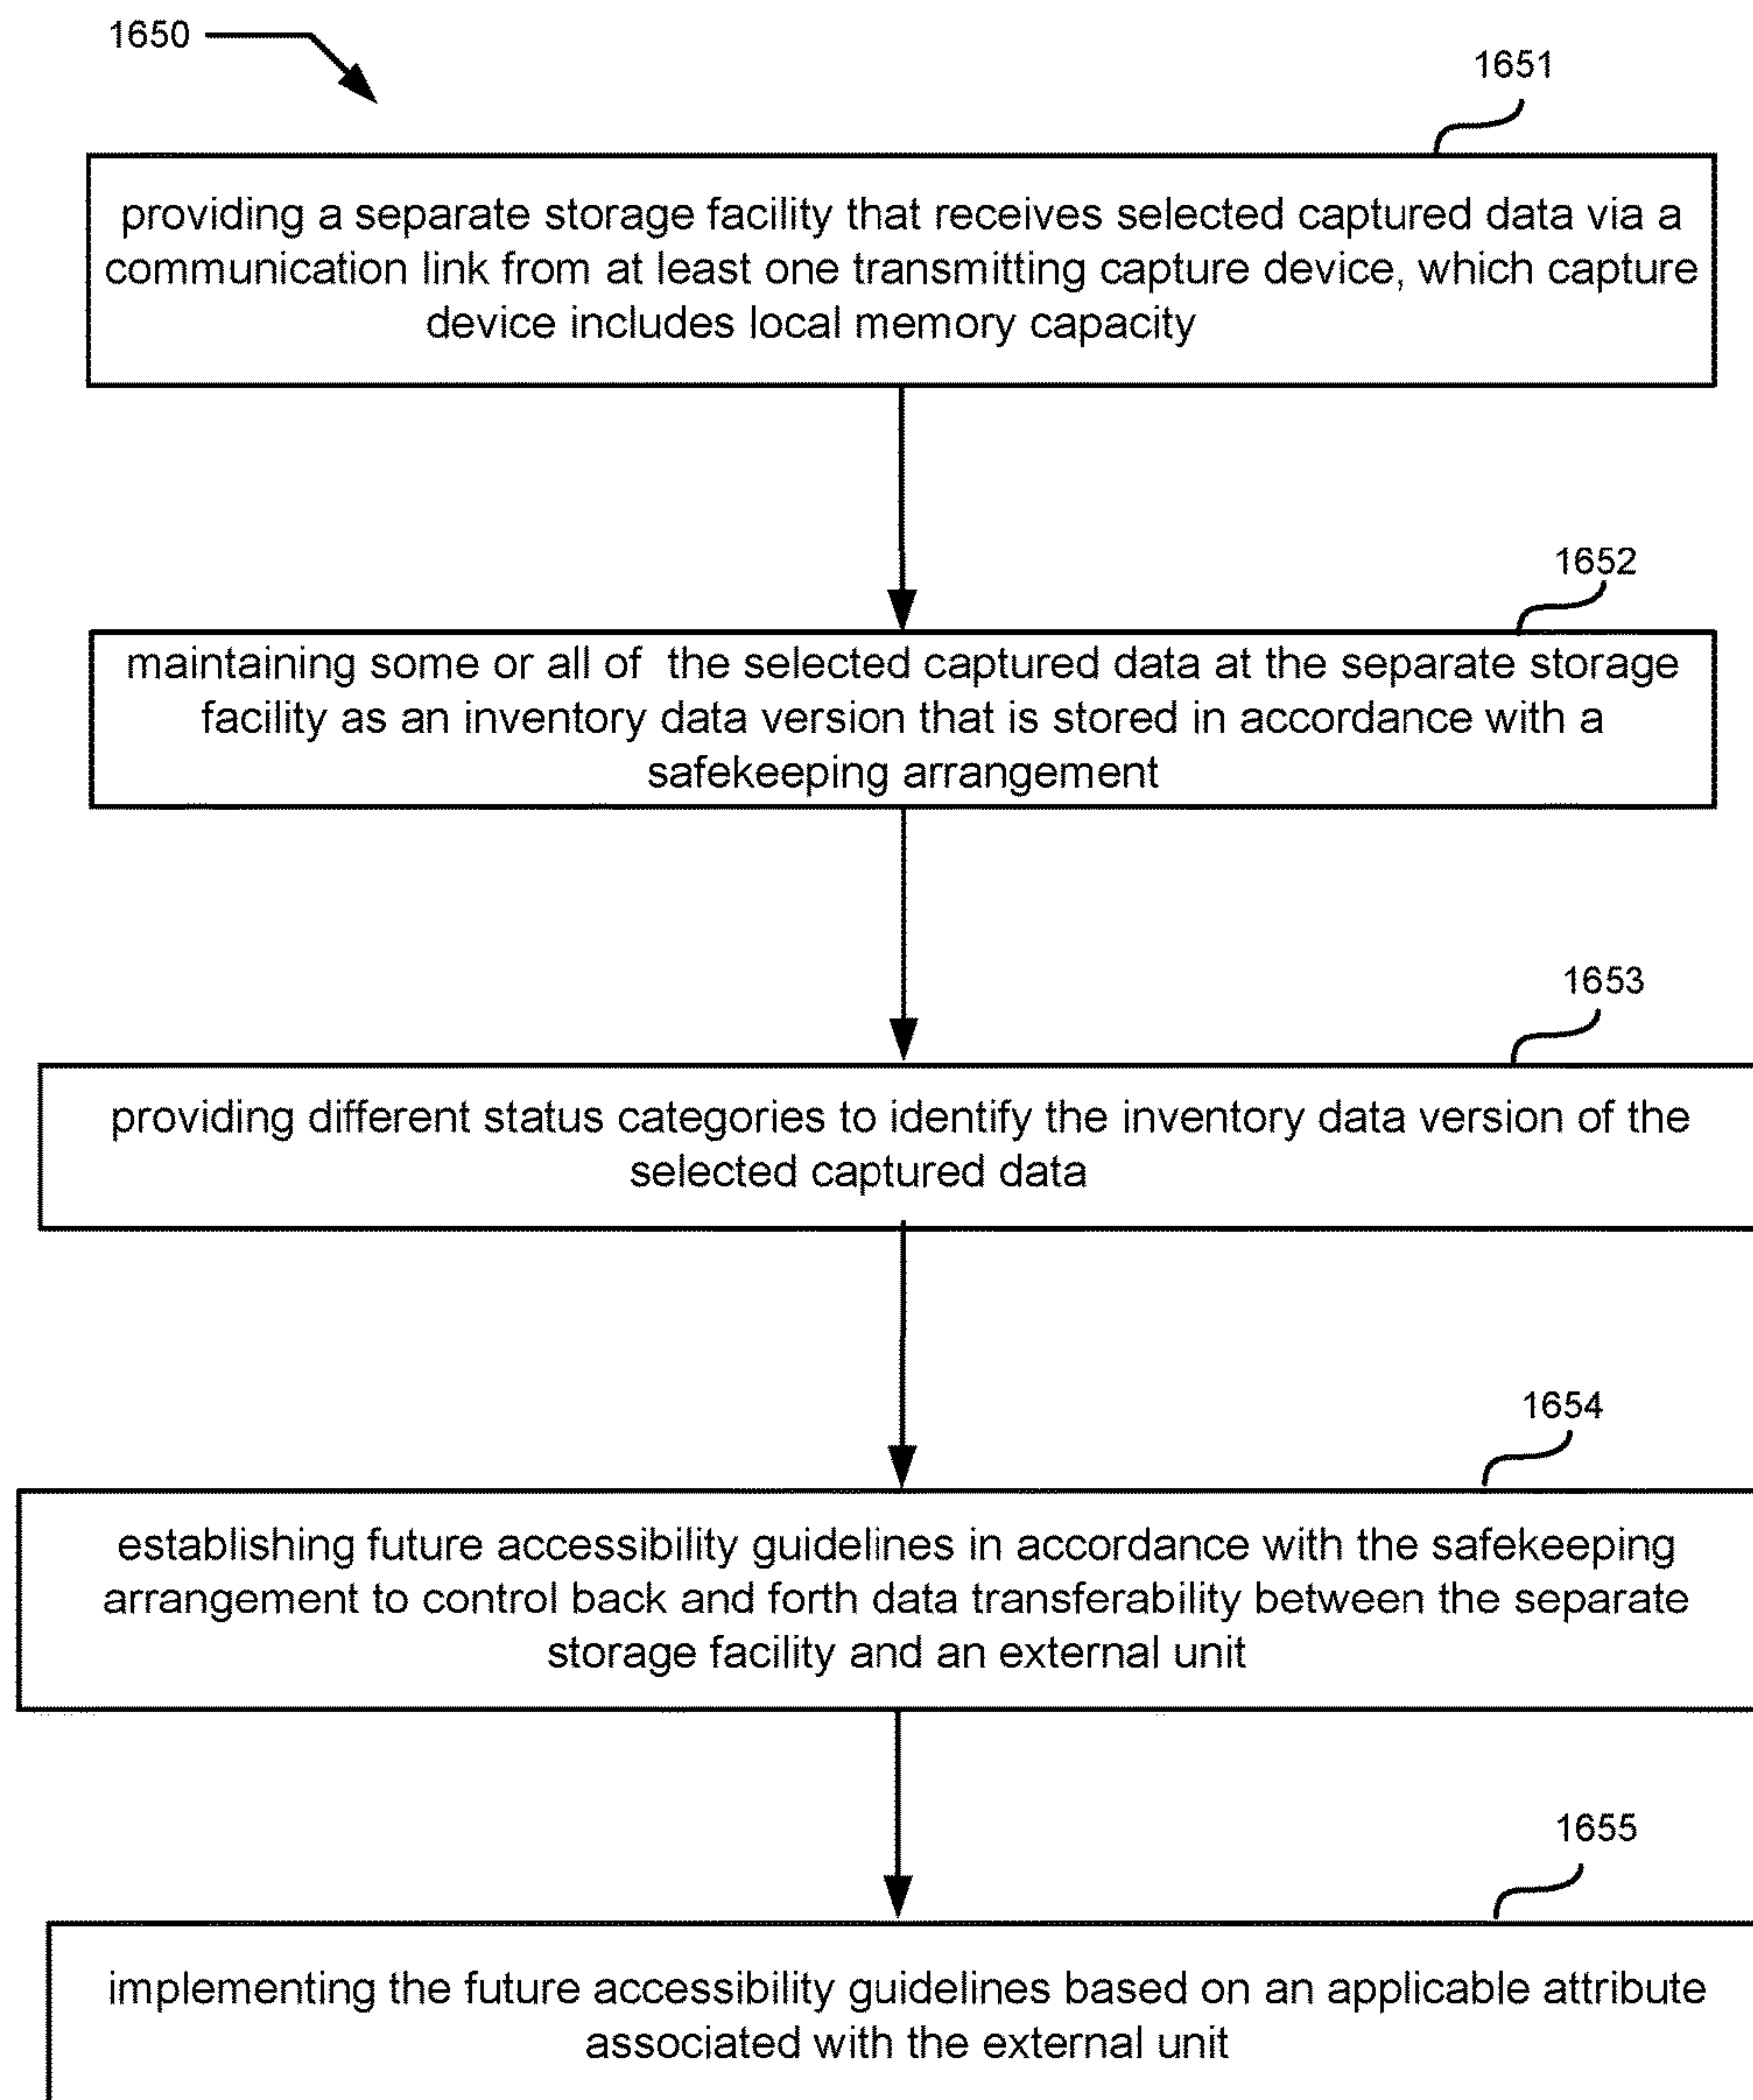 1650
1651
providing a separate storage facility that receives selected captured data via a
communication link from at least one transmitting capture device, which capture
device includes local memory capacity
1652
maintaining some or all of the selected captured data at the separate storage
facility as an inventory data version that is stored in accordance with a
safekeeping arrangement
1653
providing different status categories to identify the inventory data version of the
selected captured data
1654
establishing future accessibility guidelines in accordance with the safekeeping
arrangement to control back and forth data transferability between the separate
storage facility and an external unit
1655
implementing the future accessibility guidelines based on an applicable attribute
associated with the external unit